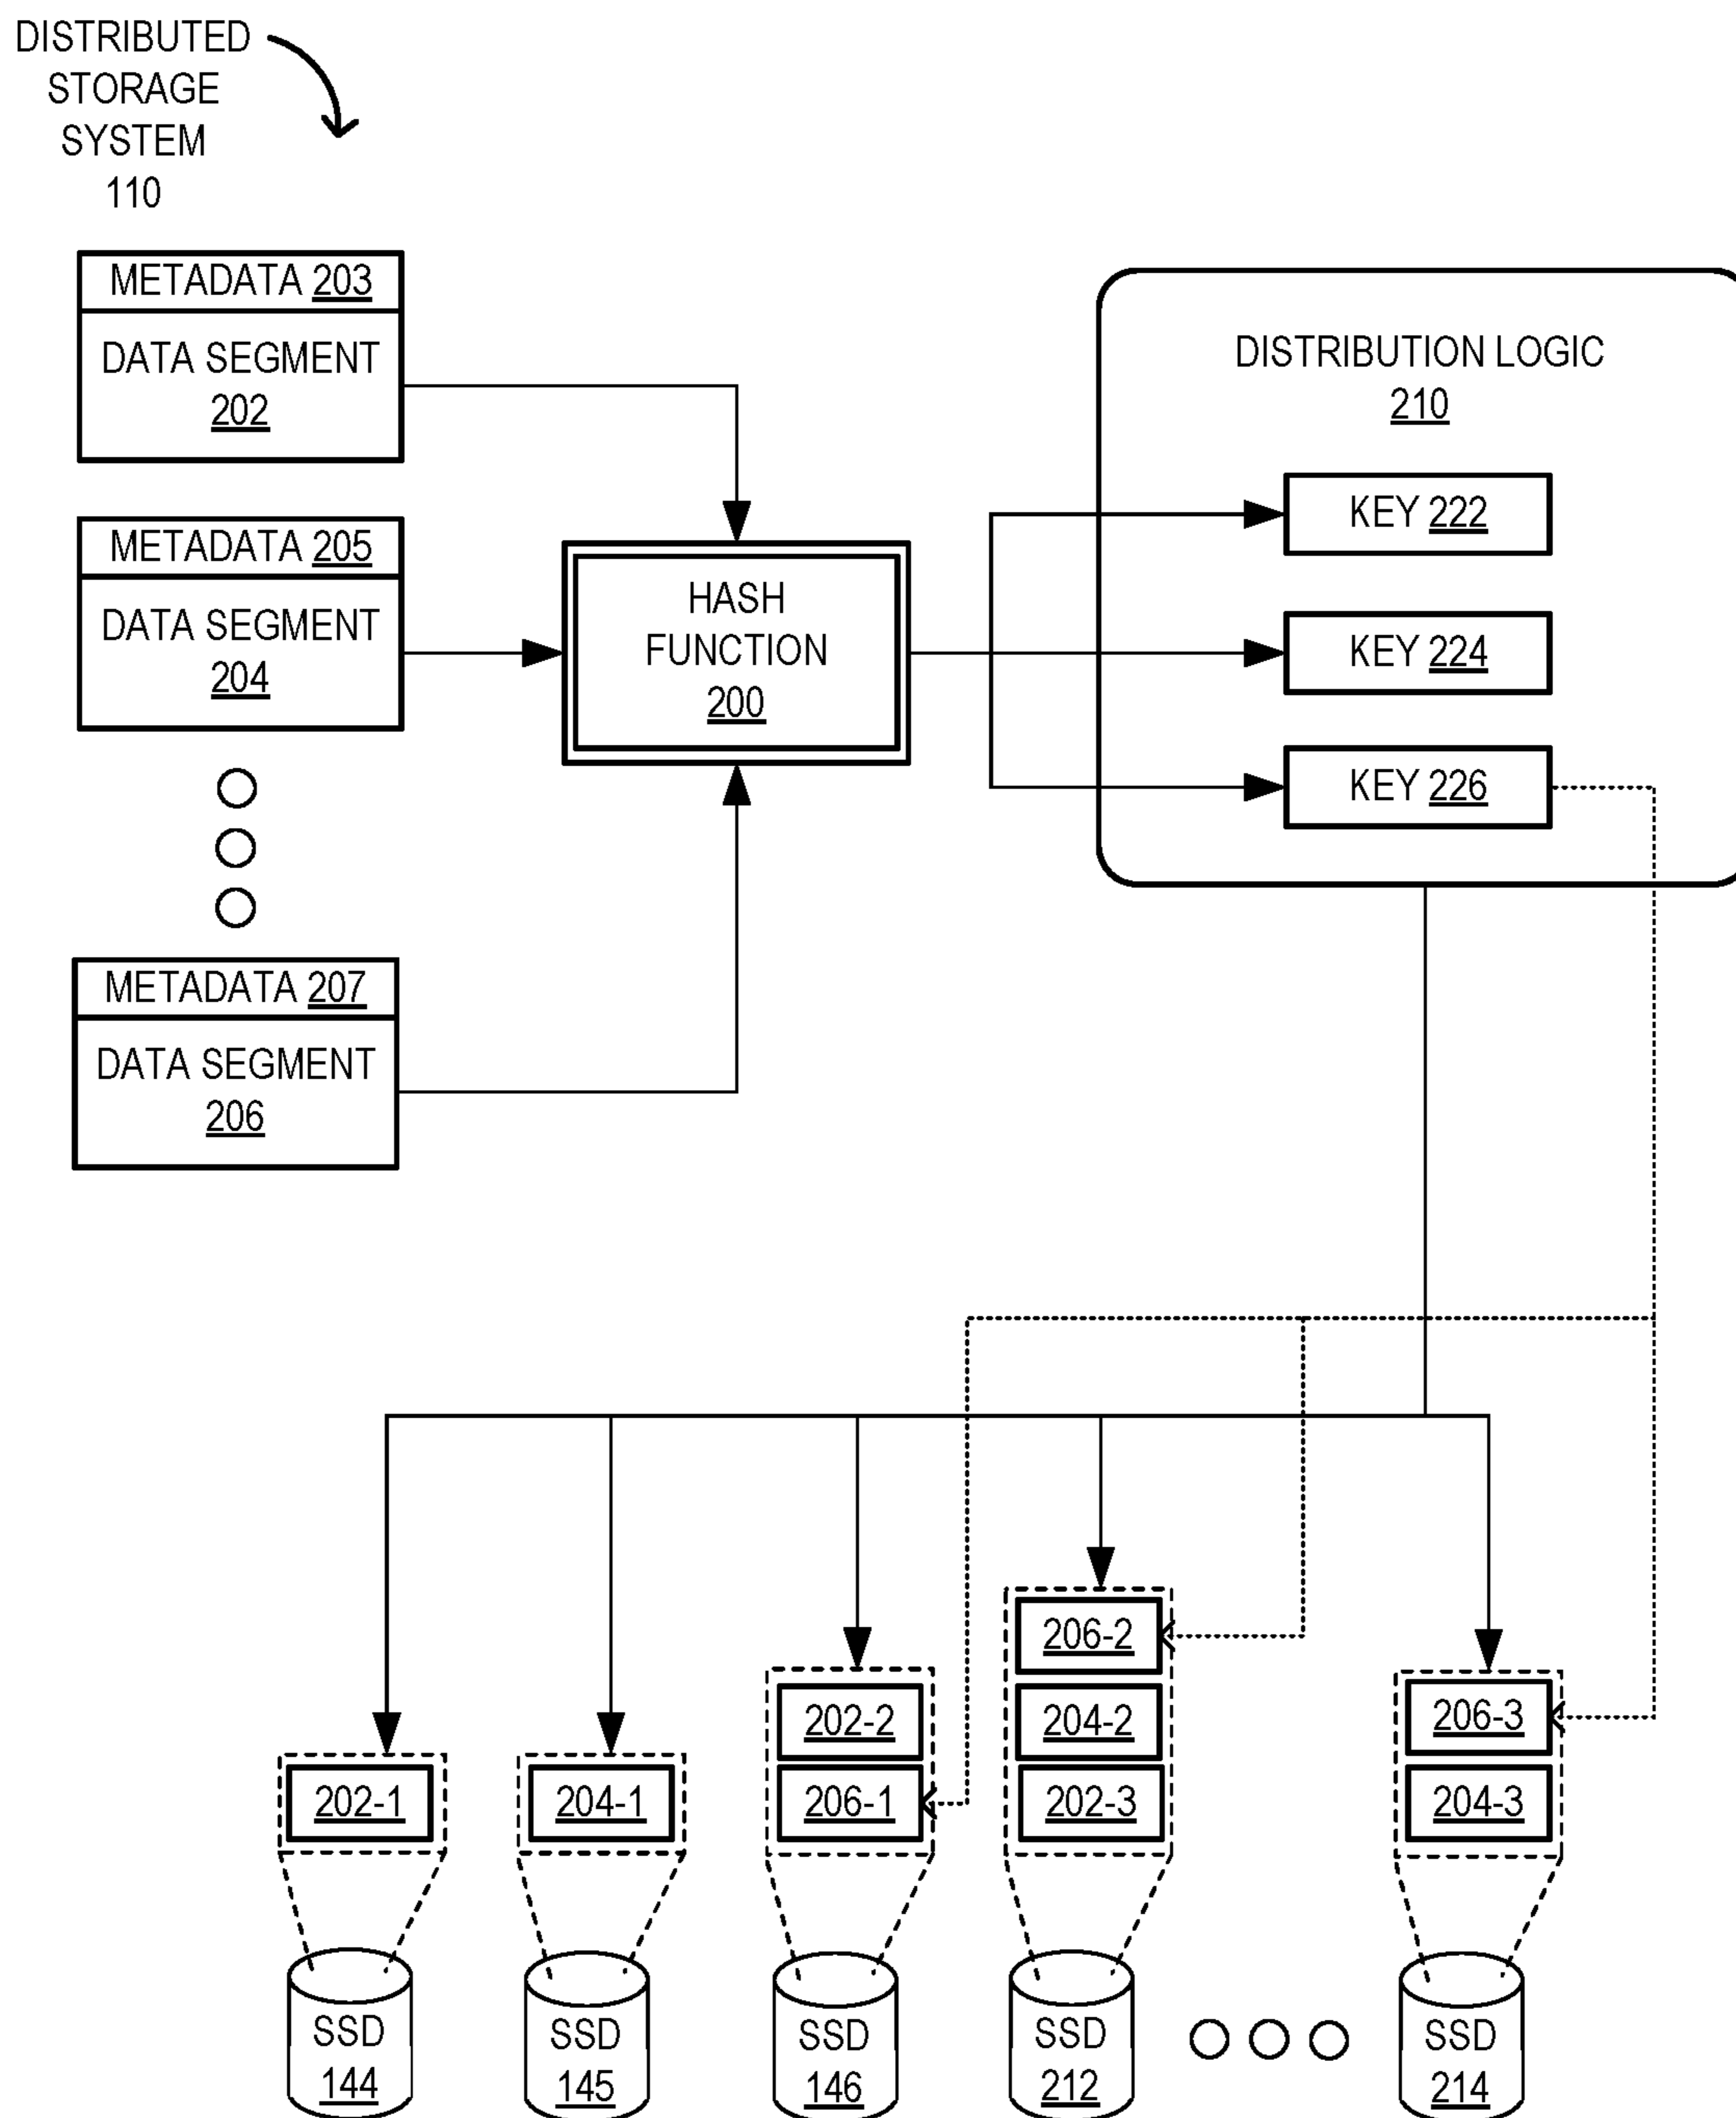 DISTRIBUTED
STORAGE
SYSTEM
110
METADATA 203
DATA SEGMENT
202
METADATA 205
DATA SEGMENT
204
METADATA 207
DATA SEGMENT
206
HASH
FUNCTION
200
DISTRIBUTION LOGIC
210
KEY 222
KEY 224
KEY 226
202-1
204-1
202-2
206-1
206-2
204-2
202-3
206-3
204-3
SSD
144
SSD
145
SSD
146
SSD
212
SSD
214